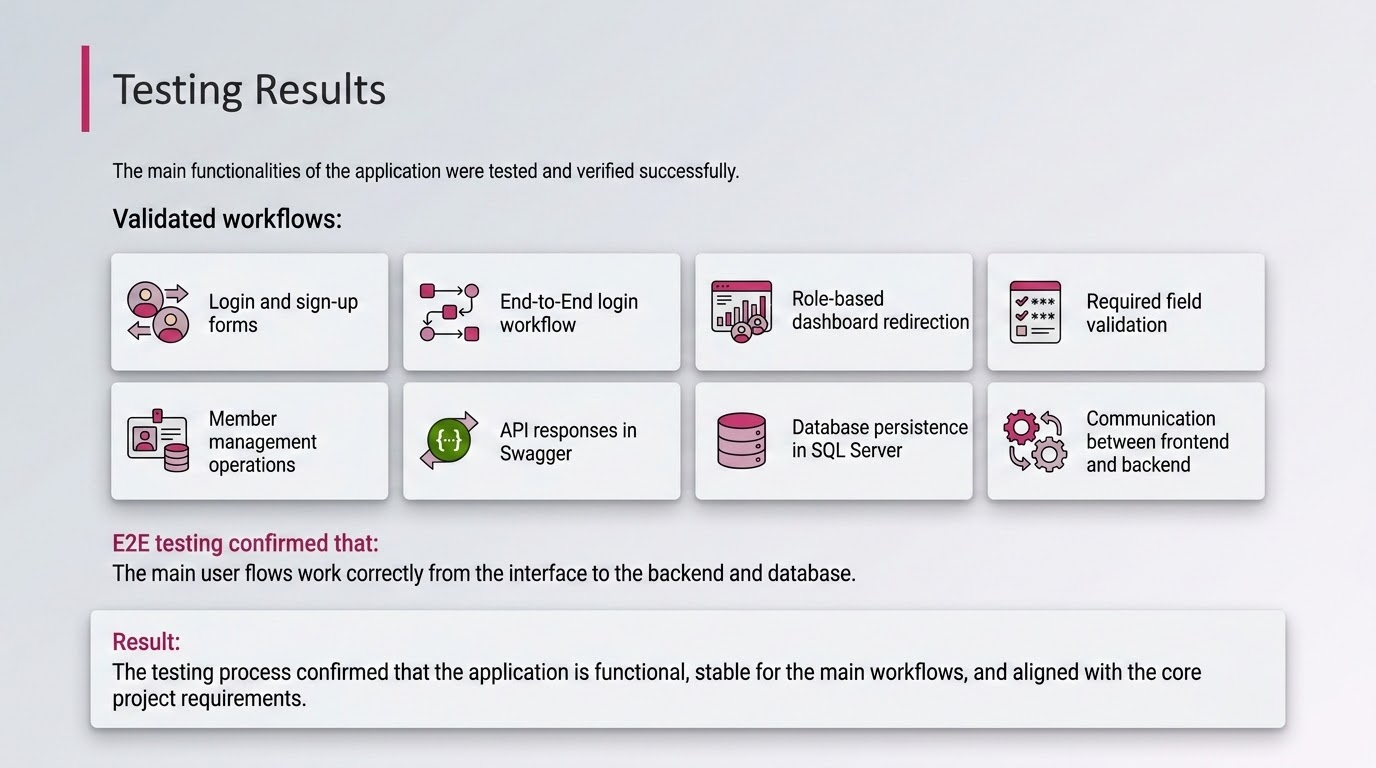 Testing Results
The main functionalities of the application were tested and verified successfully.
Validated workflows:
Login and sign-up
forms
End-to-End login
workflow
Role-based
dashboard redirection
Required field
validation
Member
management
operations
API responses in
Swagger
Database persistence
in SQL Server
Communication
between frontend
and backend
E2E testing confirmed that:
The main user flows work correctly from the interface to the backend and database.
Result:
The testing process confirmed that the application is functional, stable for the main workflows, and aligned with the core
project requirements.